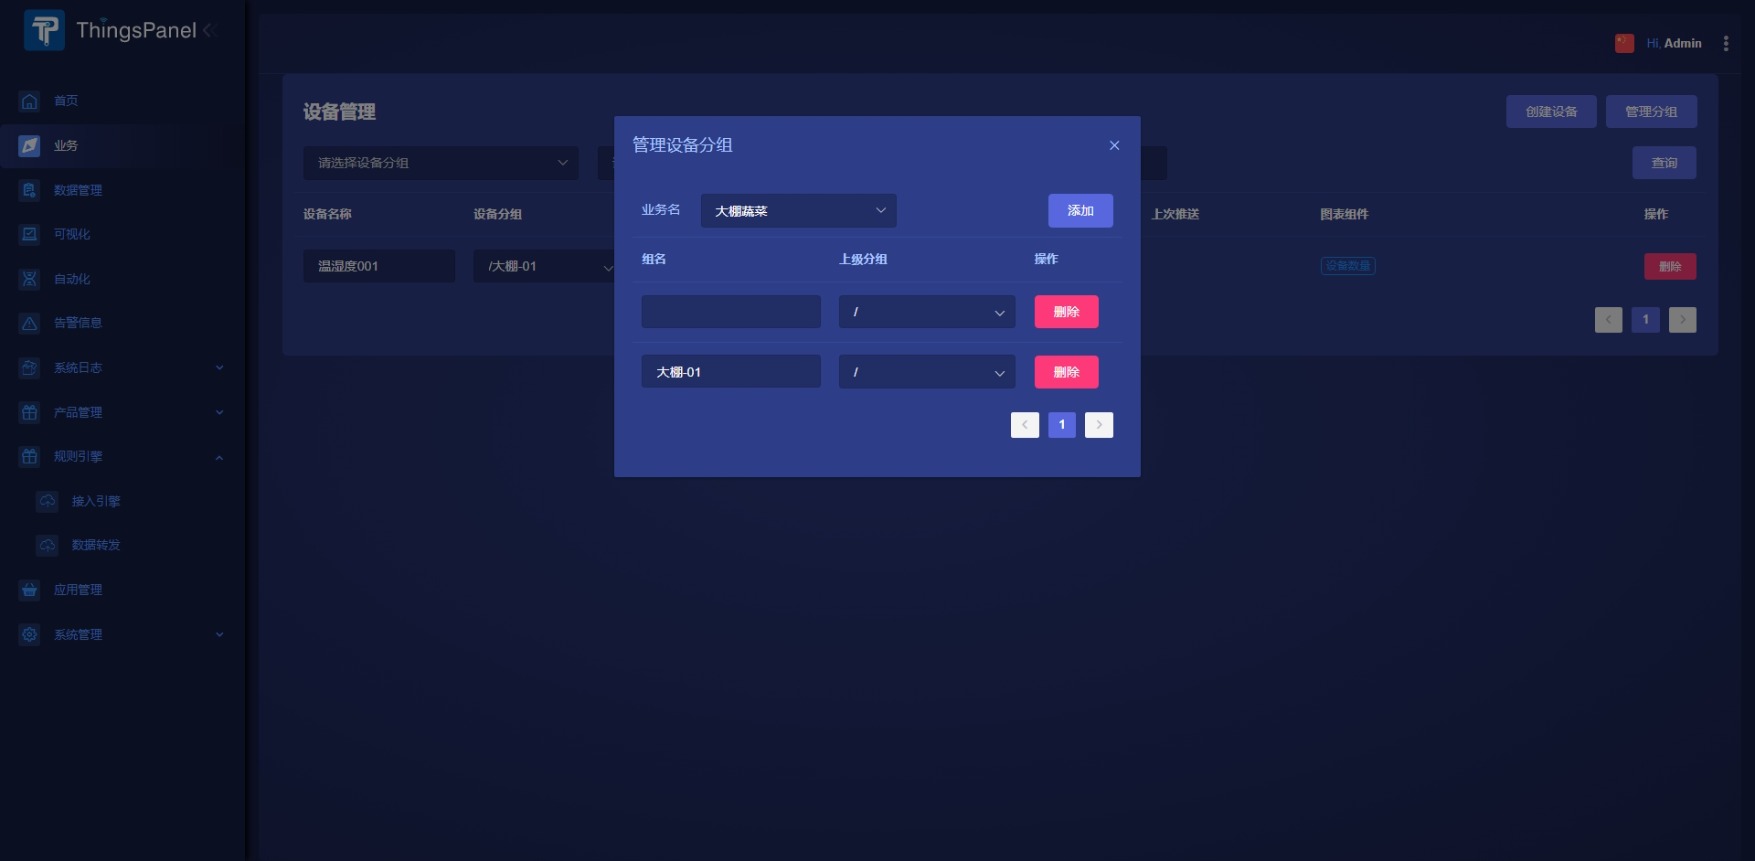 ThingsPanel
Hi, Admin
首页
业务
数据管理
可视化
自动化
告警信息
系统日志
产品管理
规则引擎
接入引擎
数据转发
应用管理
系统管理
设备管理
创建设备
管理分组
请选择设备分组
查询
设备名称
设备分组
上次推送
图表组件
操作
温湿度001
/大棚-01
设备数量
删除
1
管理设备分组
业务名
大棚蔬菜
添加
组名
上级分组
操作
/
删除
大棚-01
/
删除
1